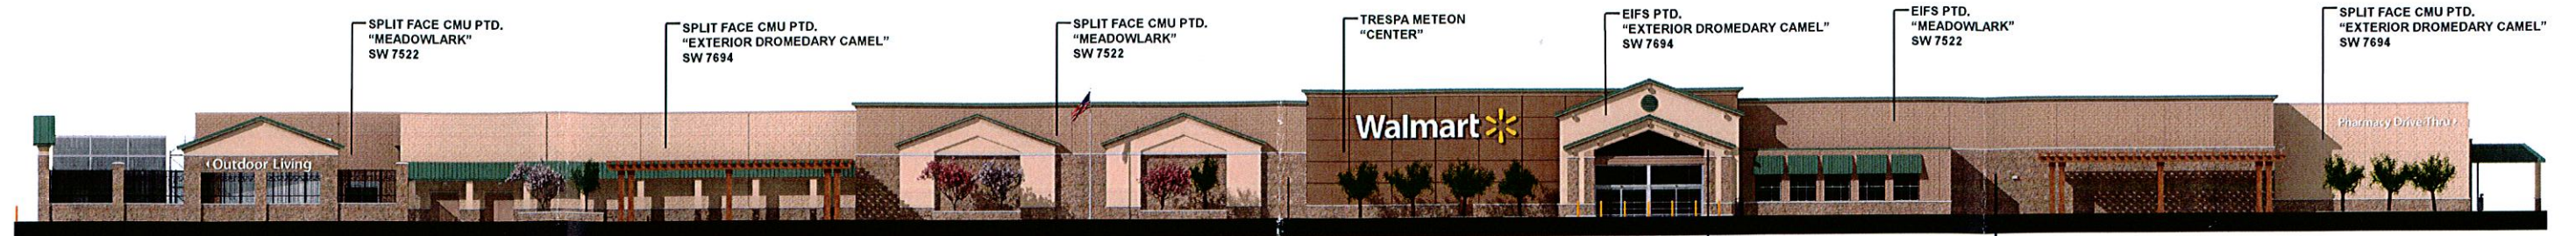 SPLIT FACE CMU PTD.
"MEADOWLARK"
SW 7522
SPLIT FACE CMU PTD.
"EXTERIOR DROMEDARY CAMEL"
SW 7694
SPLIT FACE CMU PTD.
"MEADOWLARK"
SW 7522
TRESPA METEON
"CENTER"
EIFS PTD.
"EXTERIOR DROMEDARY CAMEL"
SW 7694
EIFS PTD.
"MEADOWLARK"
SW 7522
SPLIT FACE CMU PTD.
"EXTERIOR DROMEDARY CAMEL"
SW 7694
Walmart
Outdoor Living
Pharmacy Drive-Thru